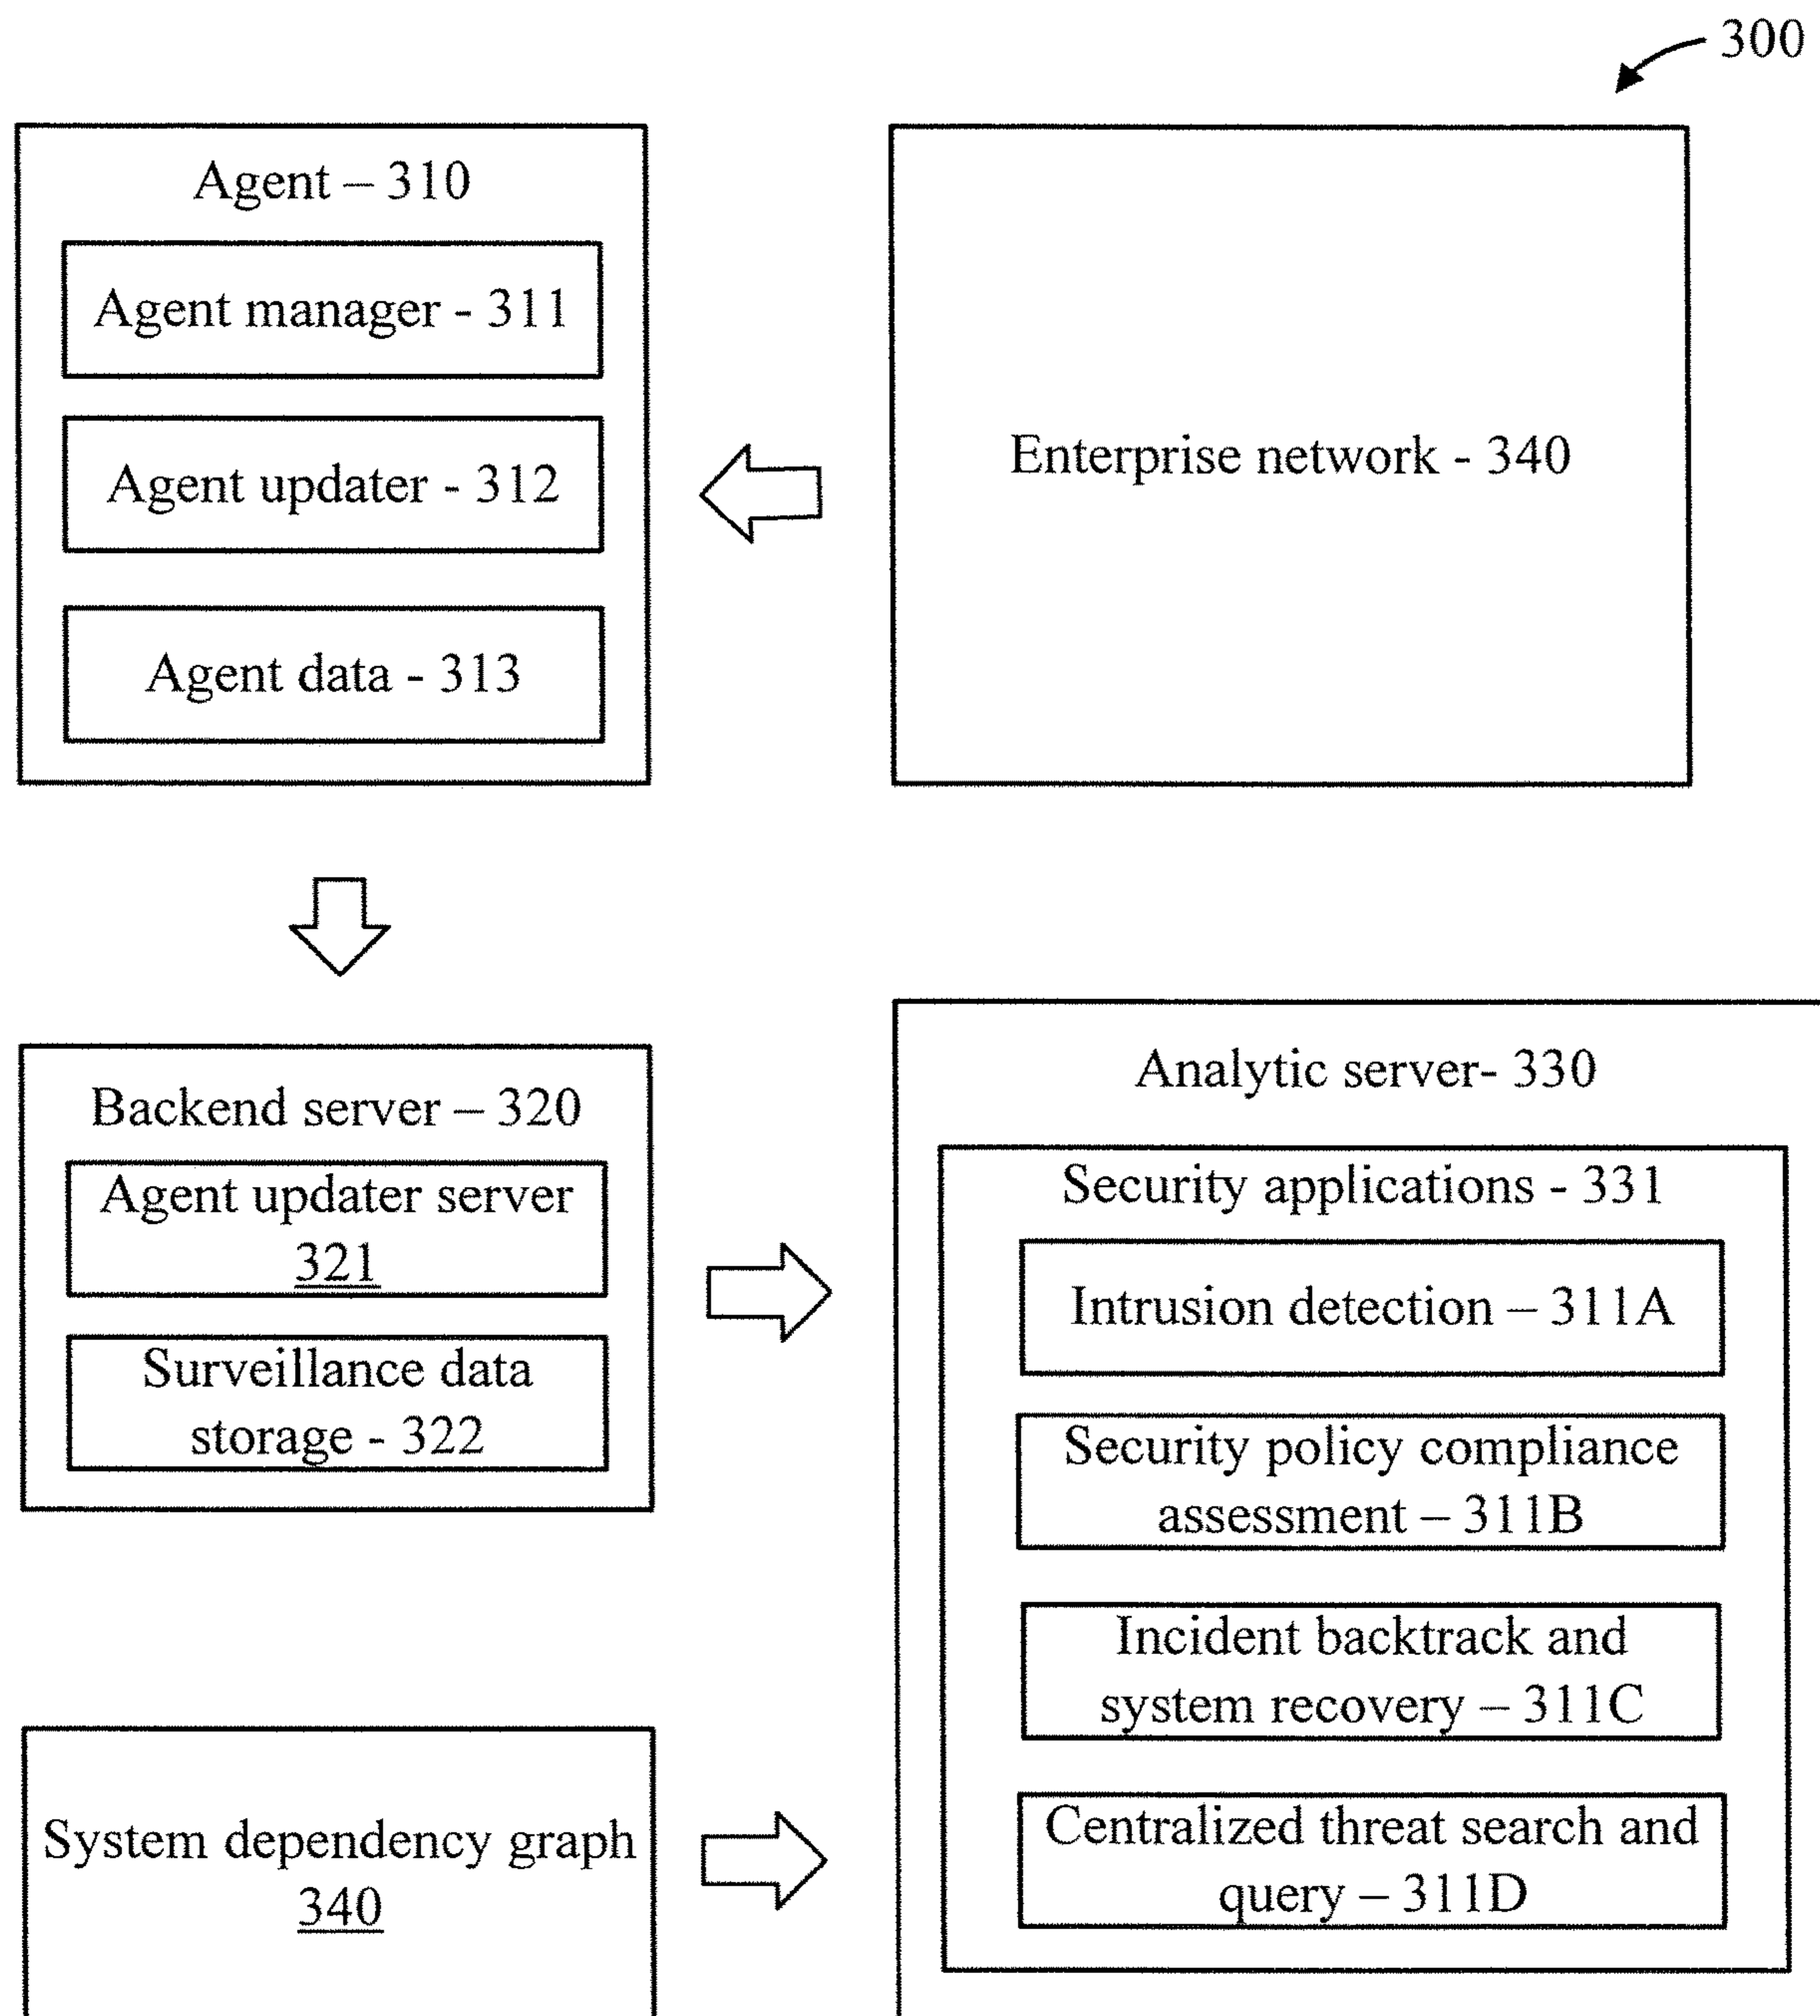 300
Agent – 310
Agent manager - 311
Agent updater - 312
Agent data - 313
Enterprise network - 340
Backend server – 320
Agent updater server
321
Surveillance data
storage - 322
Analytic server- 330
Security applications - 331
Intrusion detection – 311A
Security policy compliance
assessment – 311B
Incident backtrack and
system recovery – 311C
Centralized threat search and
query – 311D
System dependency graph
340